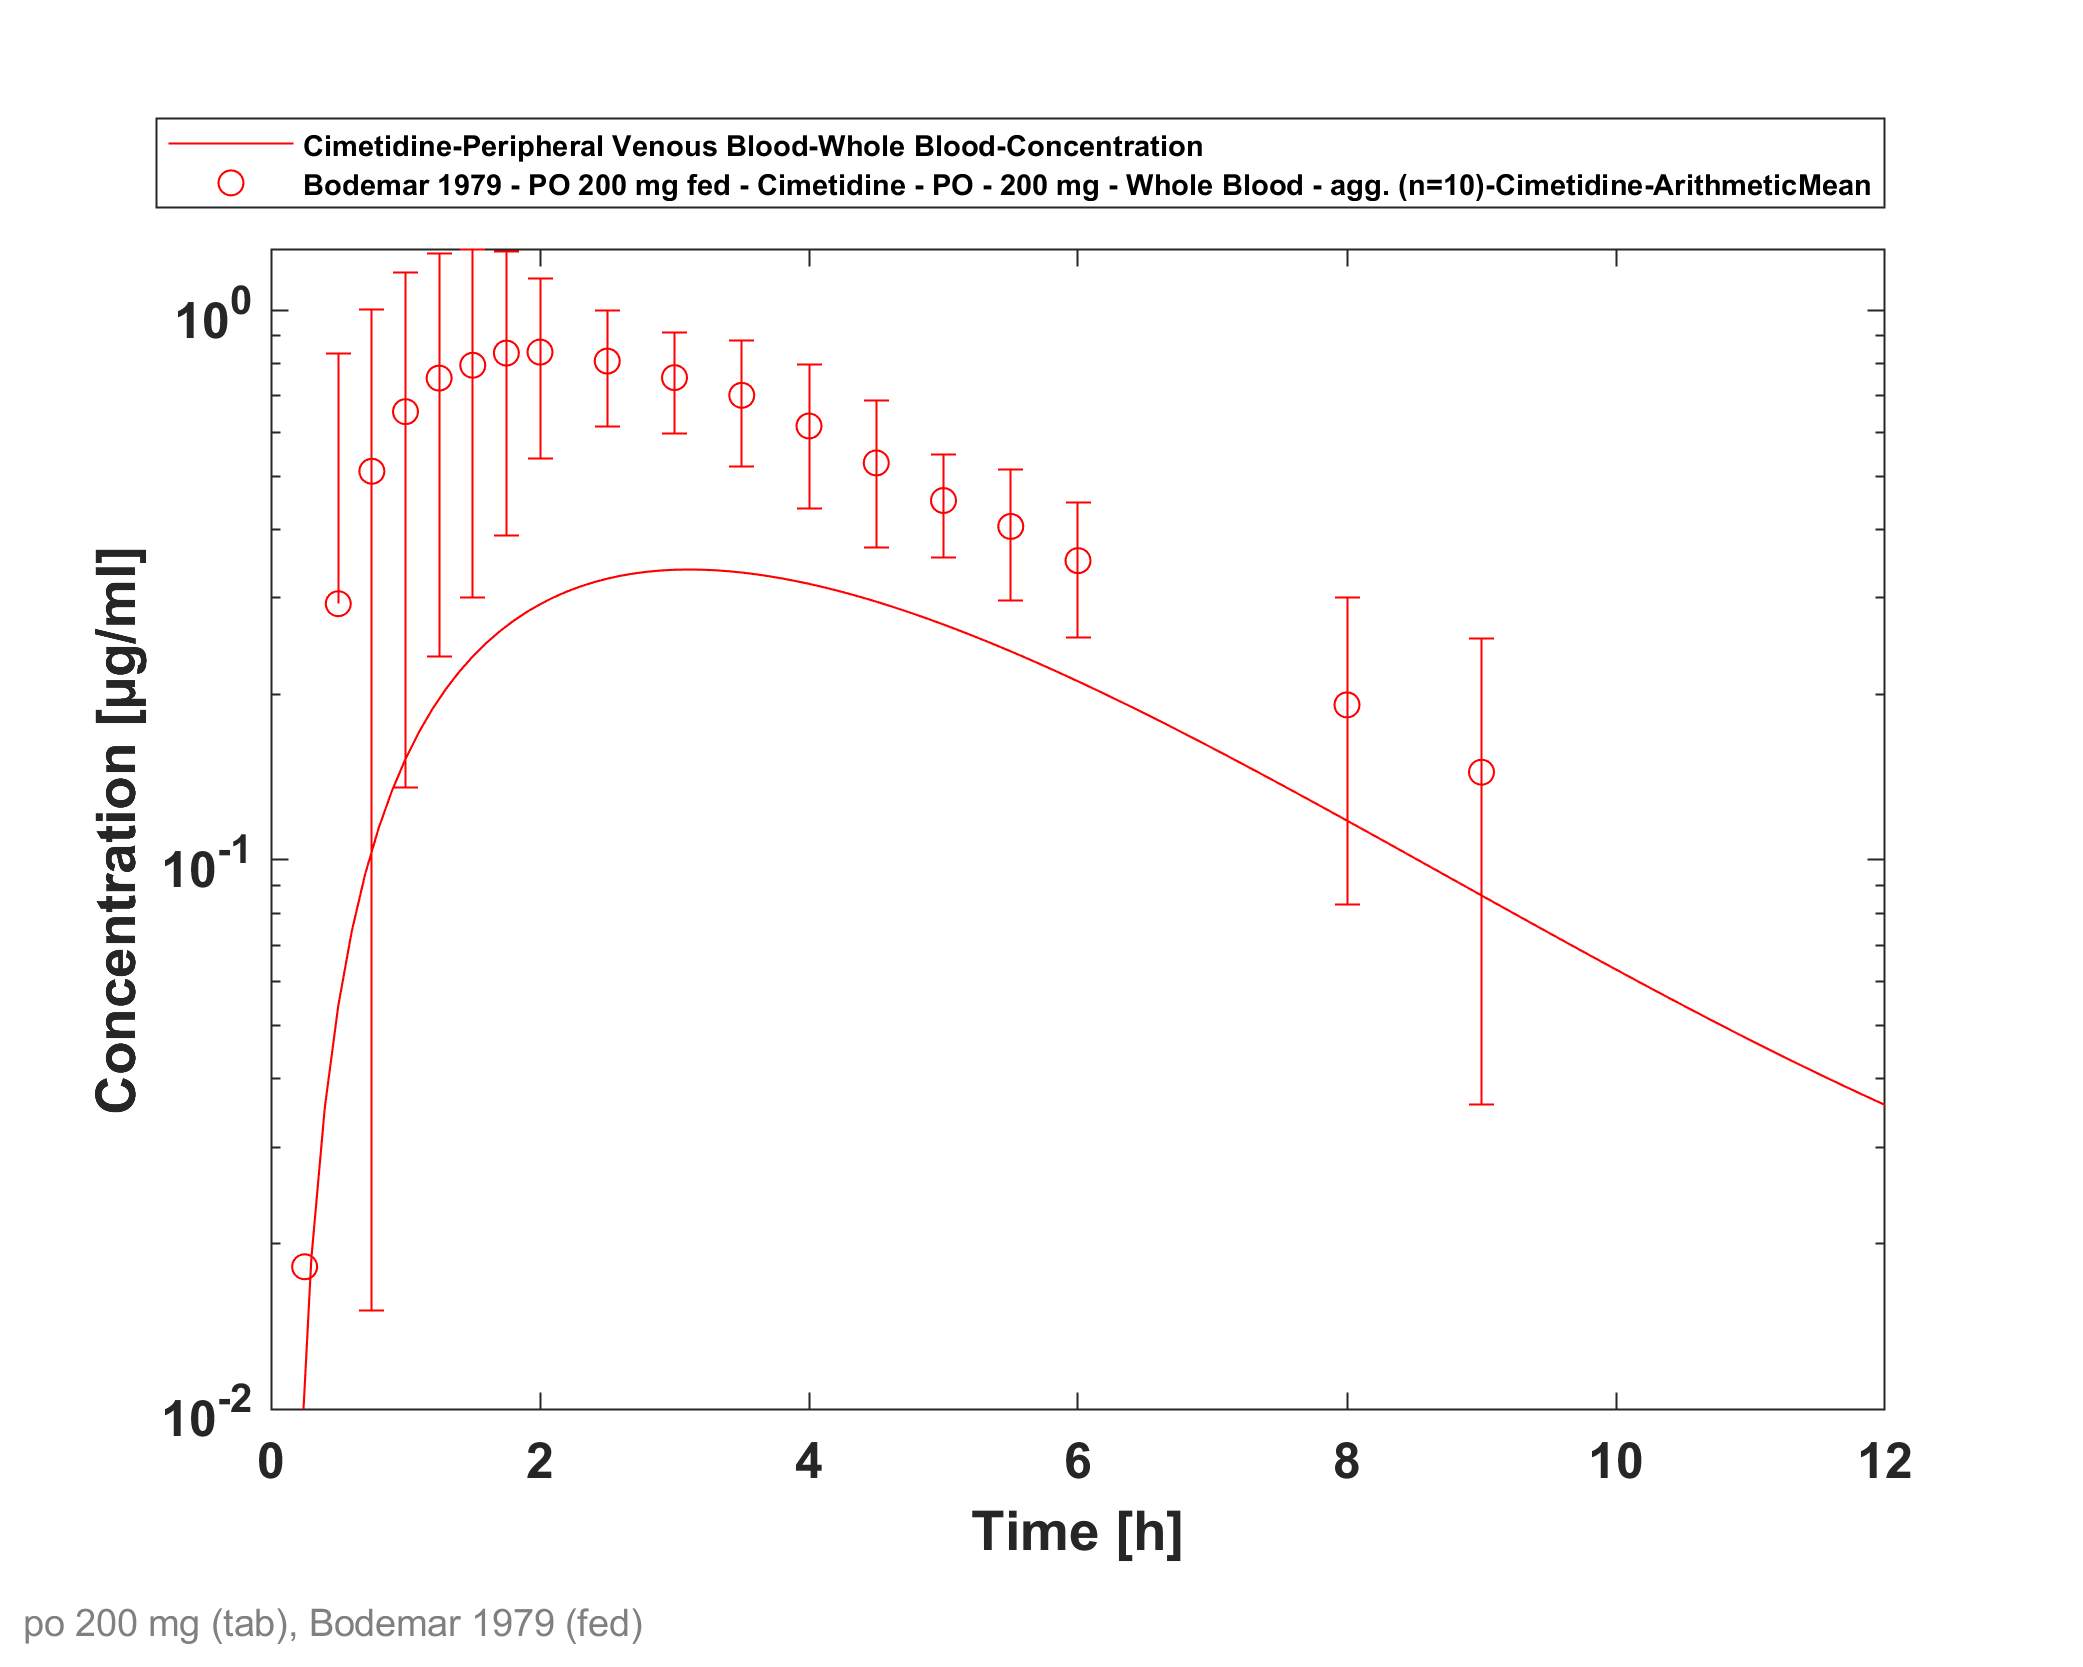 Cimetidine-Peripheral Venous Blood-Whole Blood-Concentration
Bodemar 1979 - PO 200 mg fed - Cimetidine - PO - 200 mg - Whole Blood - agg. (n=10)-Cimetidine-ArithmeticMean
10^0
10^-1
10^-2
Concentration [µg/ml]
0 2 4 6 8 10 12
Time [h]
po 200 mg (tab), Bodemar 1979 (fed)